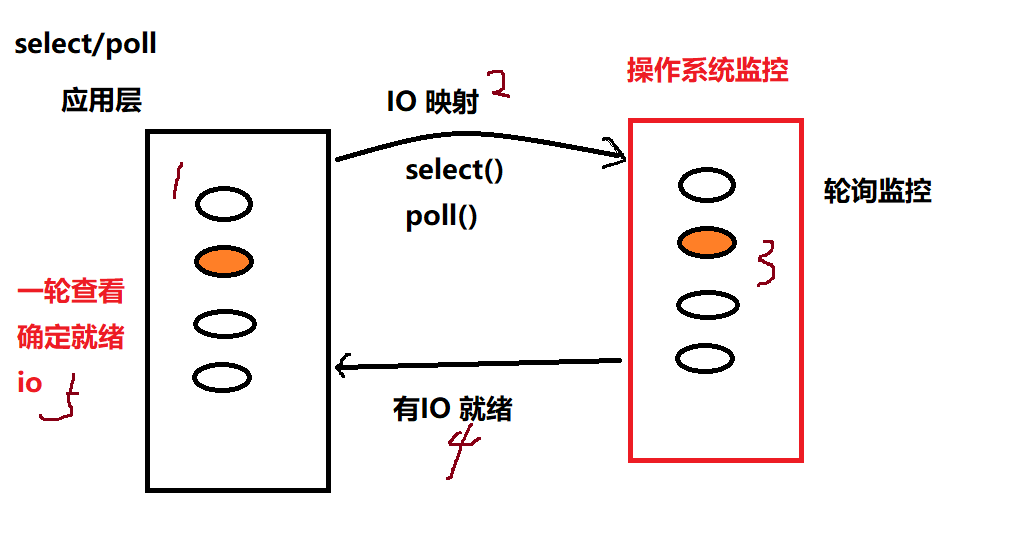 select/poll
应用层
1
IO 映射 2
select()
poll()
操作系统监控
轮询监控
3
有IO 就绪
4
一轮查看
确定就绪
io 5